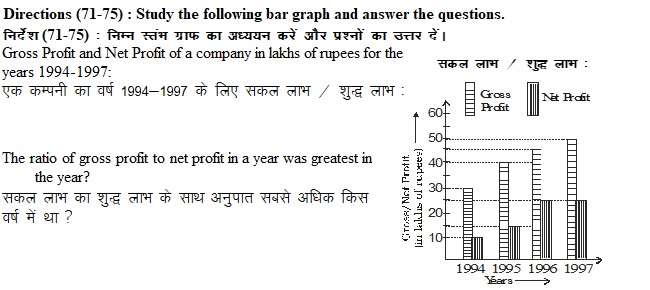 Directions (71-75) : Study the following bar graph and answer the questions.
निर्देश (71-75) : निम्न स्तंभ ग्राफ का अध्ययन करें और प्रश्नों का उत्तर दें।
Gross Profit and Net Profit of a company in lakhs of rupees for the
years 1994-1997:
एक कम्पनी का वर्ष 1994–1997 के लिए सकल लाभ / शुद्ध लाभ :
The ratio of gross profit to net profit in a year was greatest in
the year?
सकल लाभ का शुद्ध लाभ के साथ अनुपात सबसे अधिक किस
वर्ष में था ?
सकल लाभ / शुद्ध लाभ :
Gross
Profit
Net Profit
60
50
40
30
20
10
Gross/Net Profit
(in lakhs of rupees)
1994 1995 1996 1997
Years